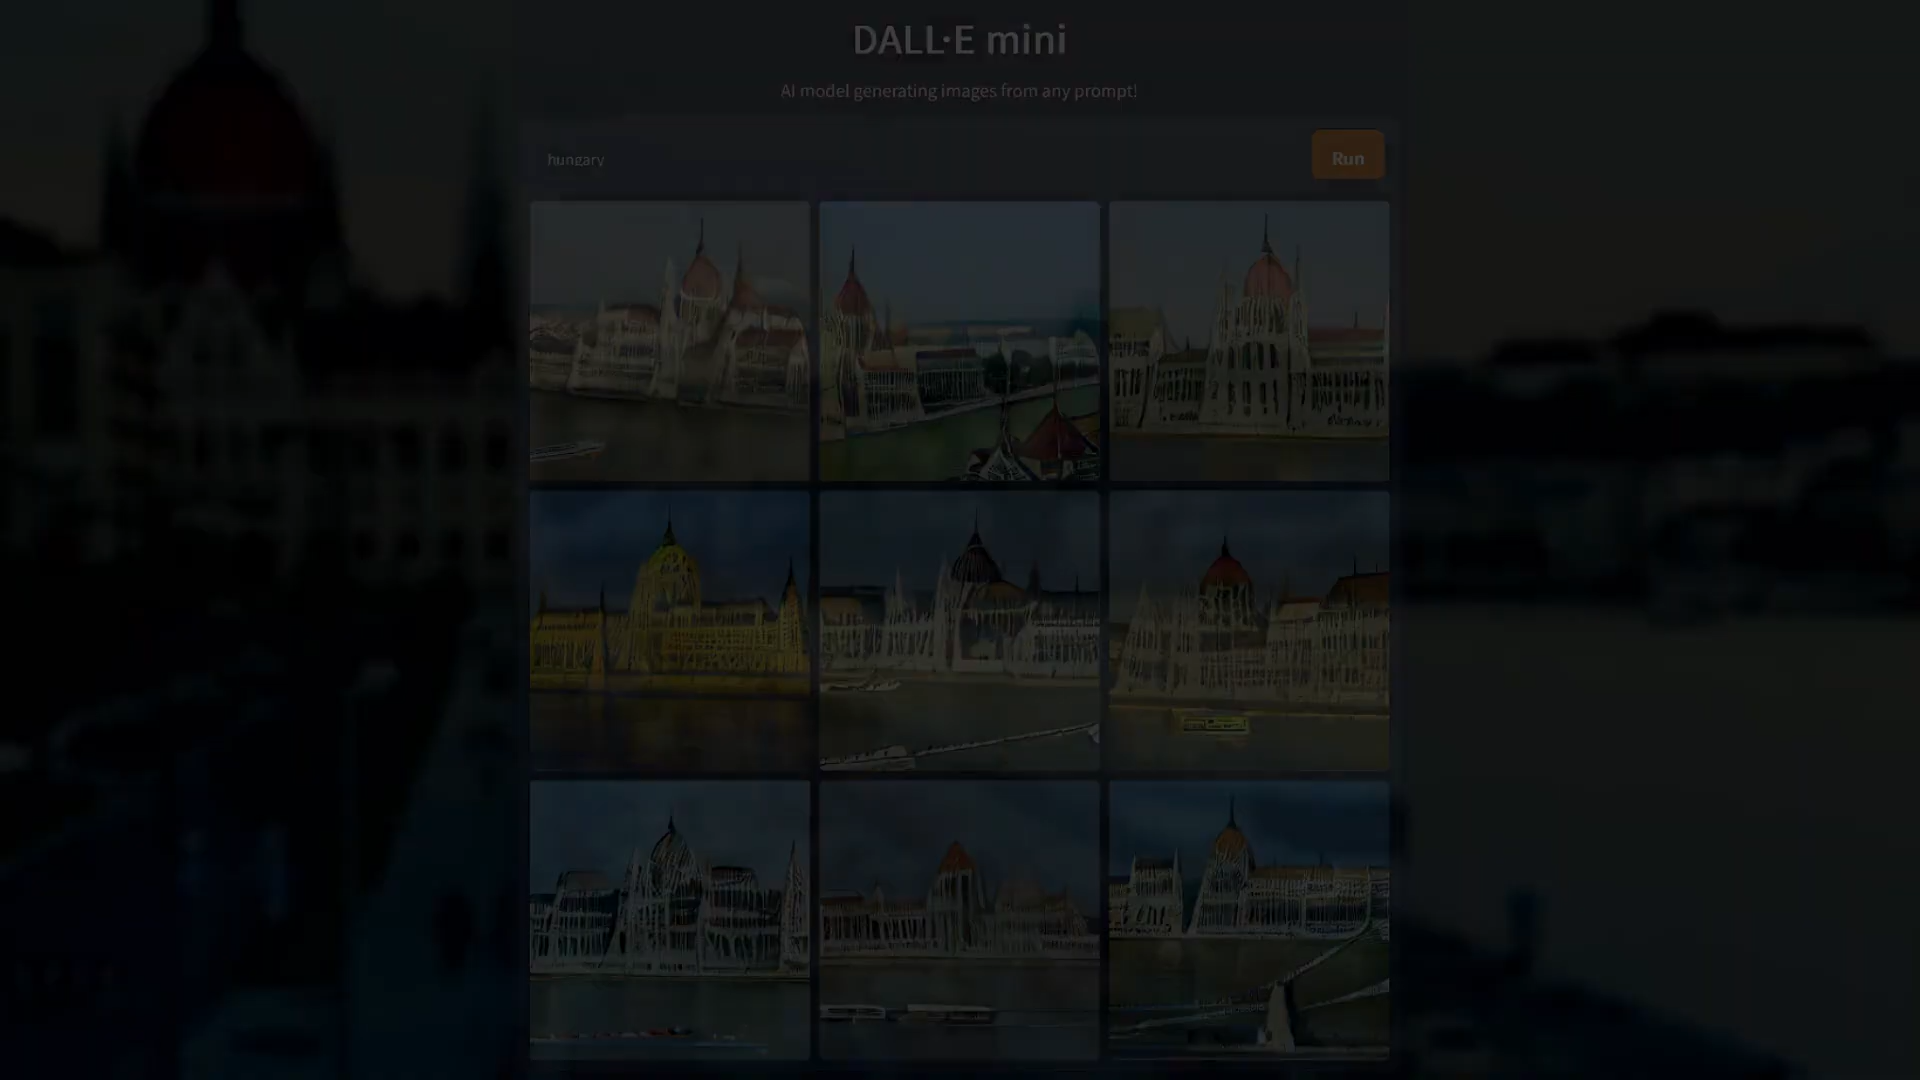 DALL·E mini
AI model generating images from any prompt!
hungary
Run